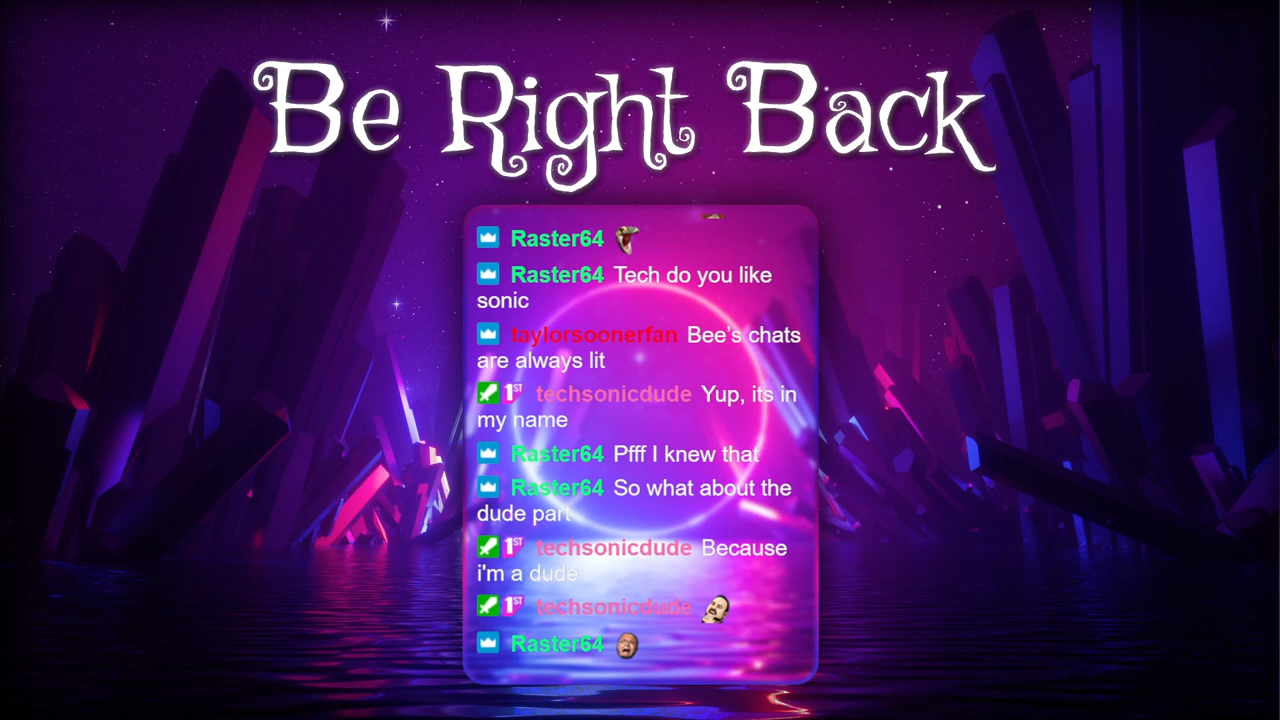 Be Right Back
Raster64
Raster64 Tech do you like
sonic
taylorsoonerfan Bee's chats
are always lit
1ST techsonicdude Yup, its in
my name
Raster64 Pfff I knew that
Raster64 So what about the
dude part
1ST techsonicdude Because
i'm a dude
1ST techsonicdude
Raster64